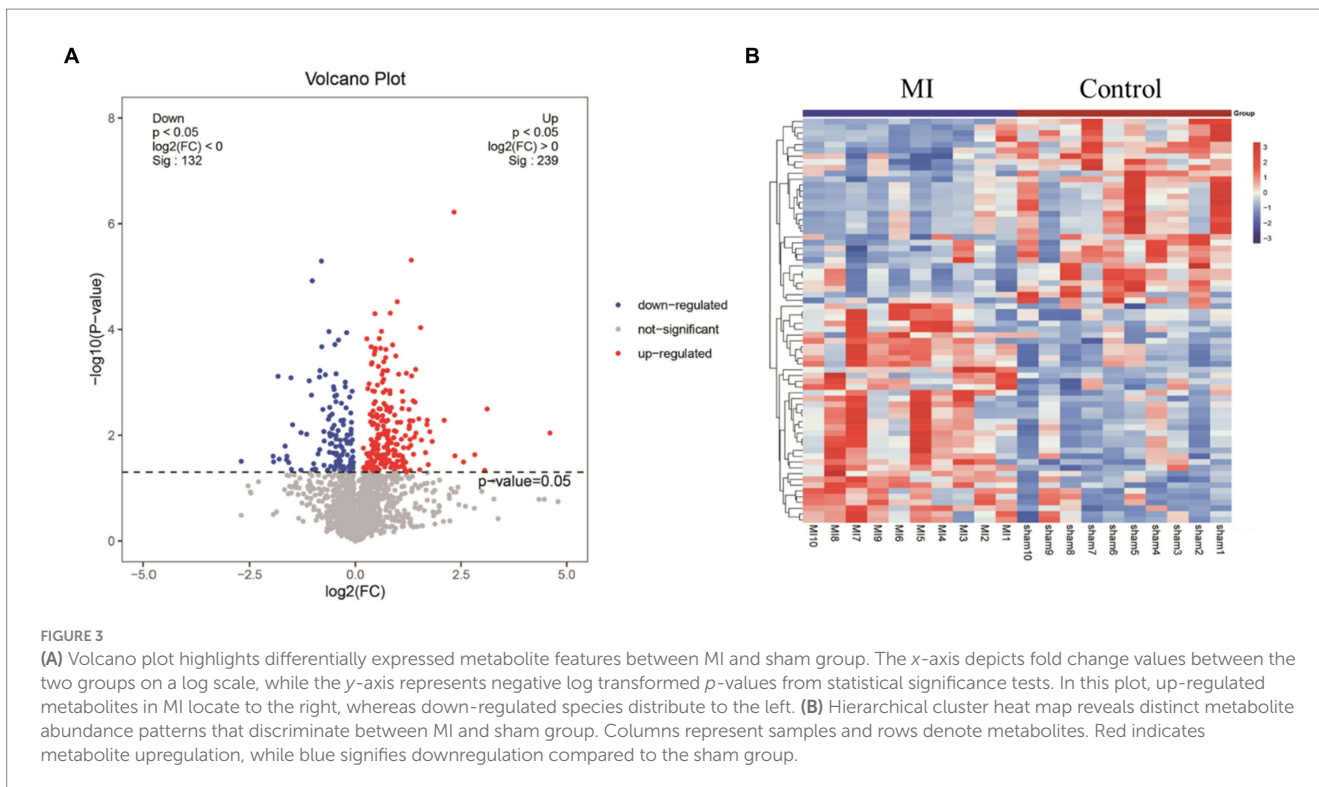 A
Volcano Plot
Down
p < 0.05
log2(FC) < 0
Sig : 132
Up
p < 0.05
log2(FC) > 0
Sig : 239
8
6
4
2
0
−log10(P−value)
p−value=0.05
−5.0
−2.5
0.0
2.5
5.0
log2(FC)
down−regulated
not−significant
up−regulated
B
MI
Control
Group
3
2
1
0
−1
−2
−3
MI10
MI8
MI7
MI9
MI6
MI5
MI4
MI3
MI2
MI1
sham10
sham9
sham8
sham7
sham6
sham5
sham4
sham3
sham2
sham1
FIGURE 3
(A) Volcano plot highlights differentially expressed metabolite features between MI and sham group. The x-axis depicts fold change values between the
two groups on a log scale, while the y-axis represents negative log transformed p-values from statistical significance tests. In this plot, up-regulated
metabolites in MI locate to the right, whereas down-regulated species distribute to the left. (B) Hierarchical cluster heat map reveals distinct metabolite
abundance patterns that discriminate between MI and sham group. Columns represent samples and rows denote metabolites. Red indicates
metabolite upregulation, while blue signifies downregulation compared to the sham group.